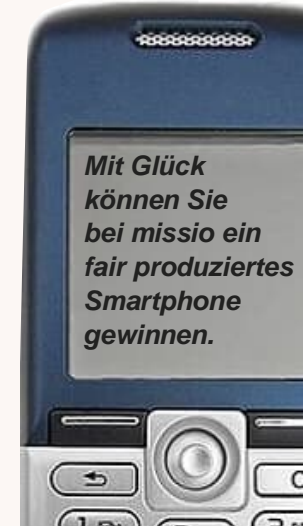 Mit Glück
können Sie
bei missio ein
fair produziertes
Smartphone
gewinnen.